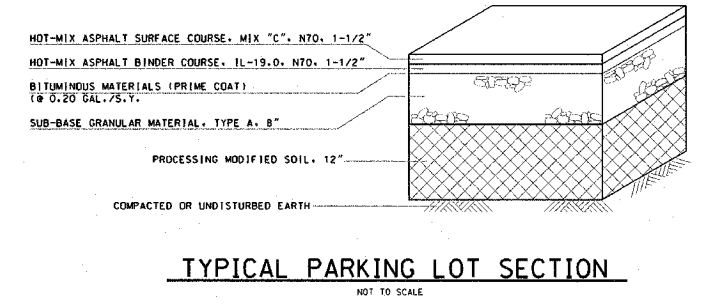 HOT-MIX ASPHALT SURFACE COURSE, MIX "C", N70, 1-1/2"
HOT-MIX ASPHALT BINDER COURSE, IL-19.0, N70, 1-1/2"
BITUMINOUS MATERIALS (PRIME COAT)
(@ 0.20 GAL./S.Y.
SUB-BASE GRANULAR MATERIAL, TYPE A, 8"
PROCESSING MODIFIED SOIL, 12"
COMPACTED OR UNDISTURBED EARTH
TYPICAL PARKING LOT SECTION
NOT TO SCALE